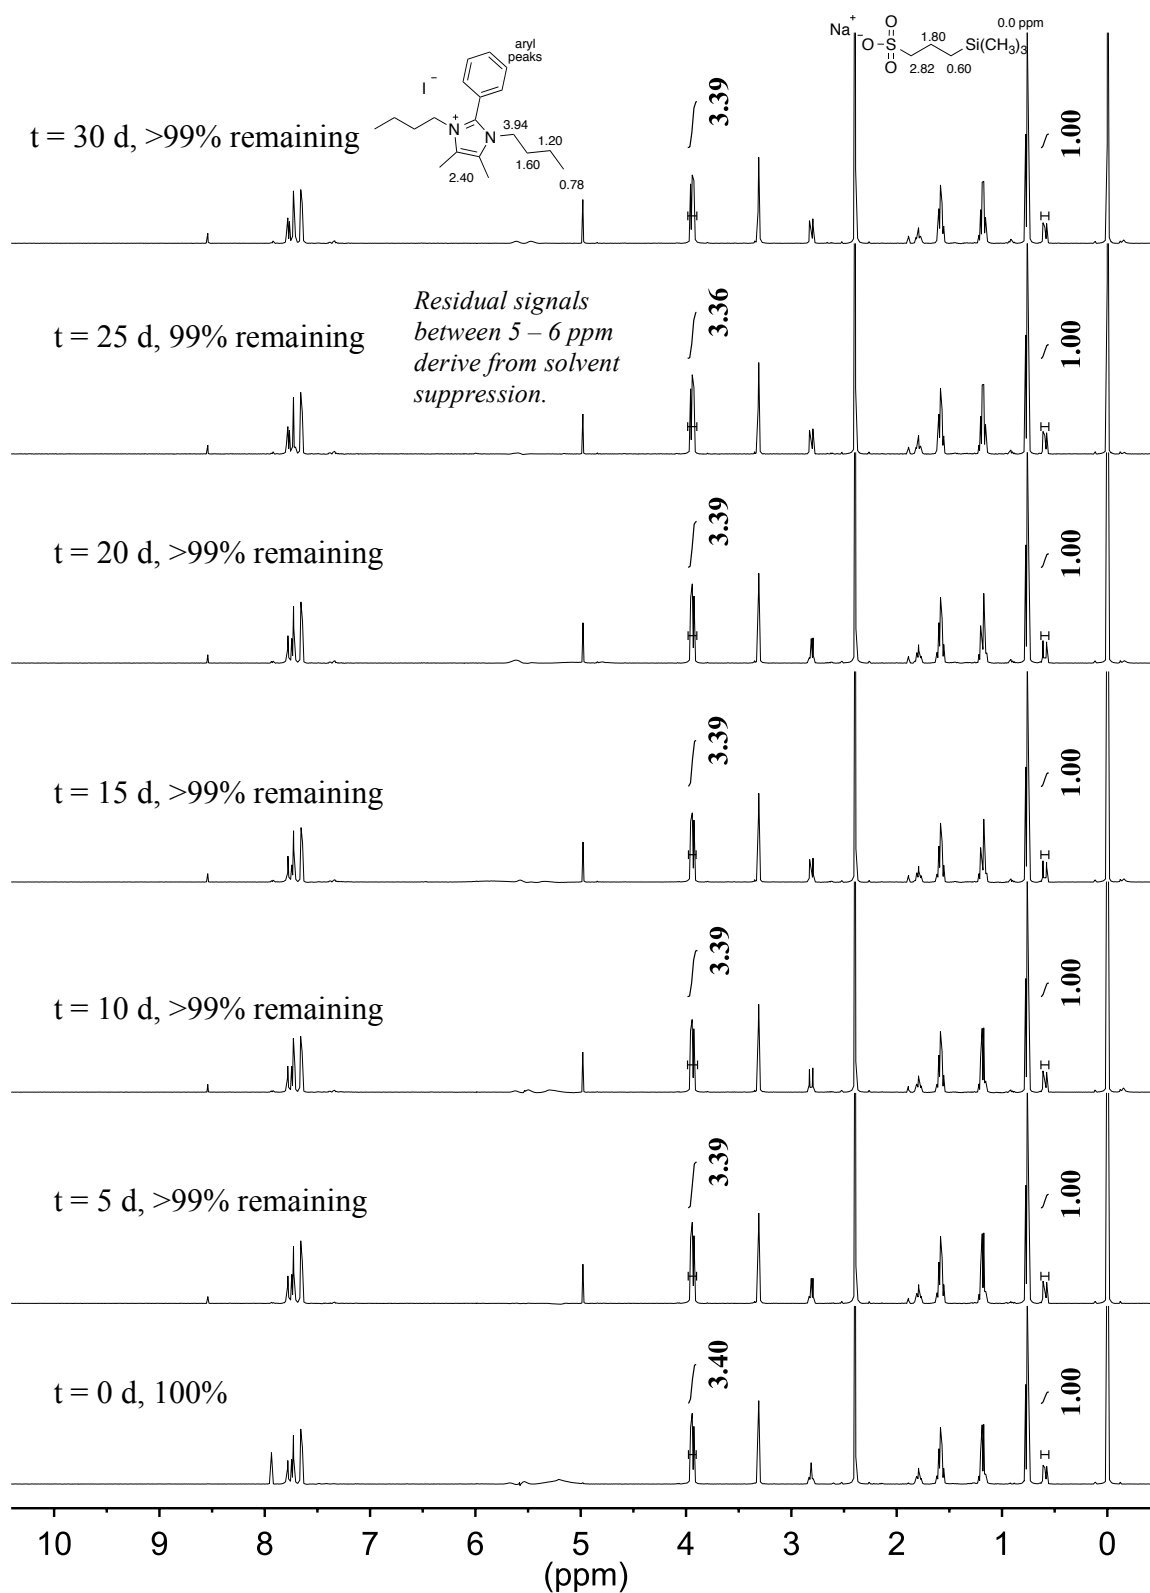 aryl
peaks
I⁻
N⁺
N
3.94
1.20
1.60
2.40
0.78
Na⁺
⁻O
O
S
O
1.80
2.82
0.60
0.0 ppm
Si(CH₃)₃
t = 30 d, >99% remaining
3.39
1.00
t = 25 d, 99% remaining
Residual signals
between 5 – 6 ppm
derive from solvent
suppression.
3.36
1.00
t = 20 d, >99% remaining
3.39
1.00
t = 15 d, >99% remaining
3.39
1.00
t = 10 d, >99% remaining
3.39
1.00
t = 5 d, >99% remaining
3.39
1.00
t = 0 d, 100%
3.40
1.00
10 9 8 7 6 5 4 3 2 1 0
(ppm)